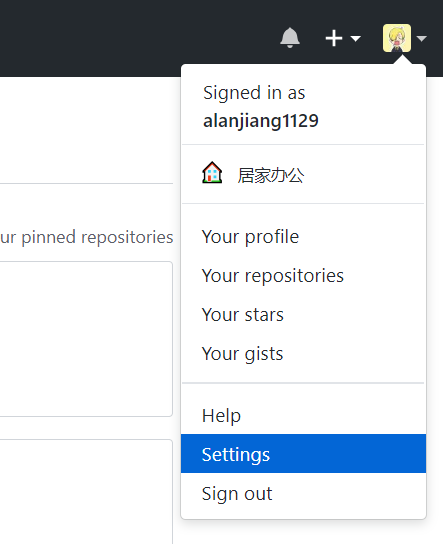 Signed in as
alanjiang1129
居家办公
ur pinned repositories
Your profile
Your repositories
Your stars
Your gists
Help
Settings
Sign out